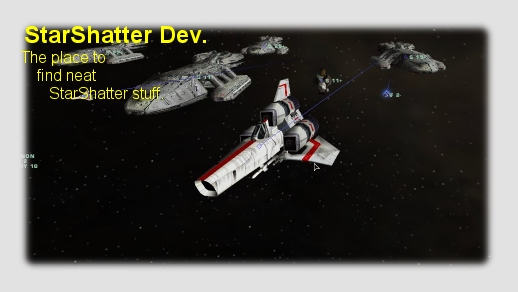 StarShatter Dev.
The place to
find neat
StarShatter stuff